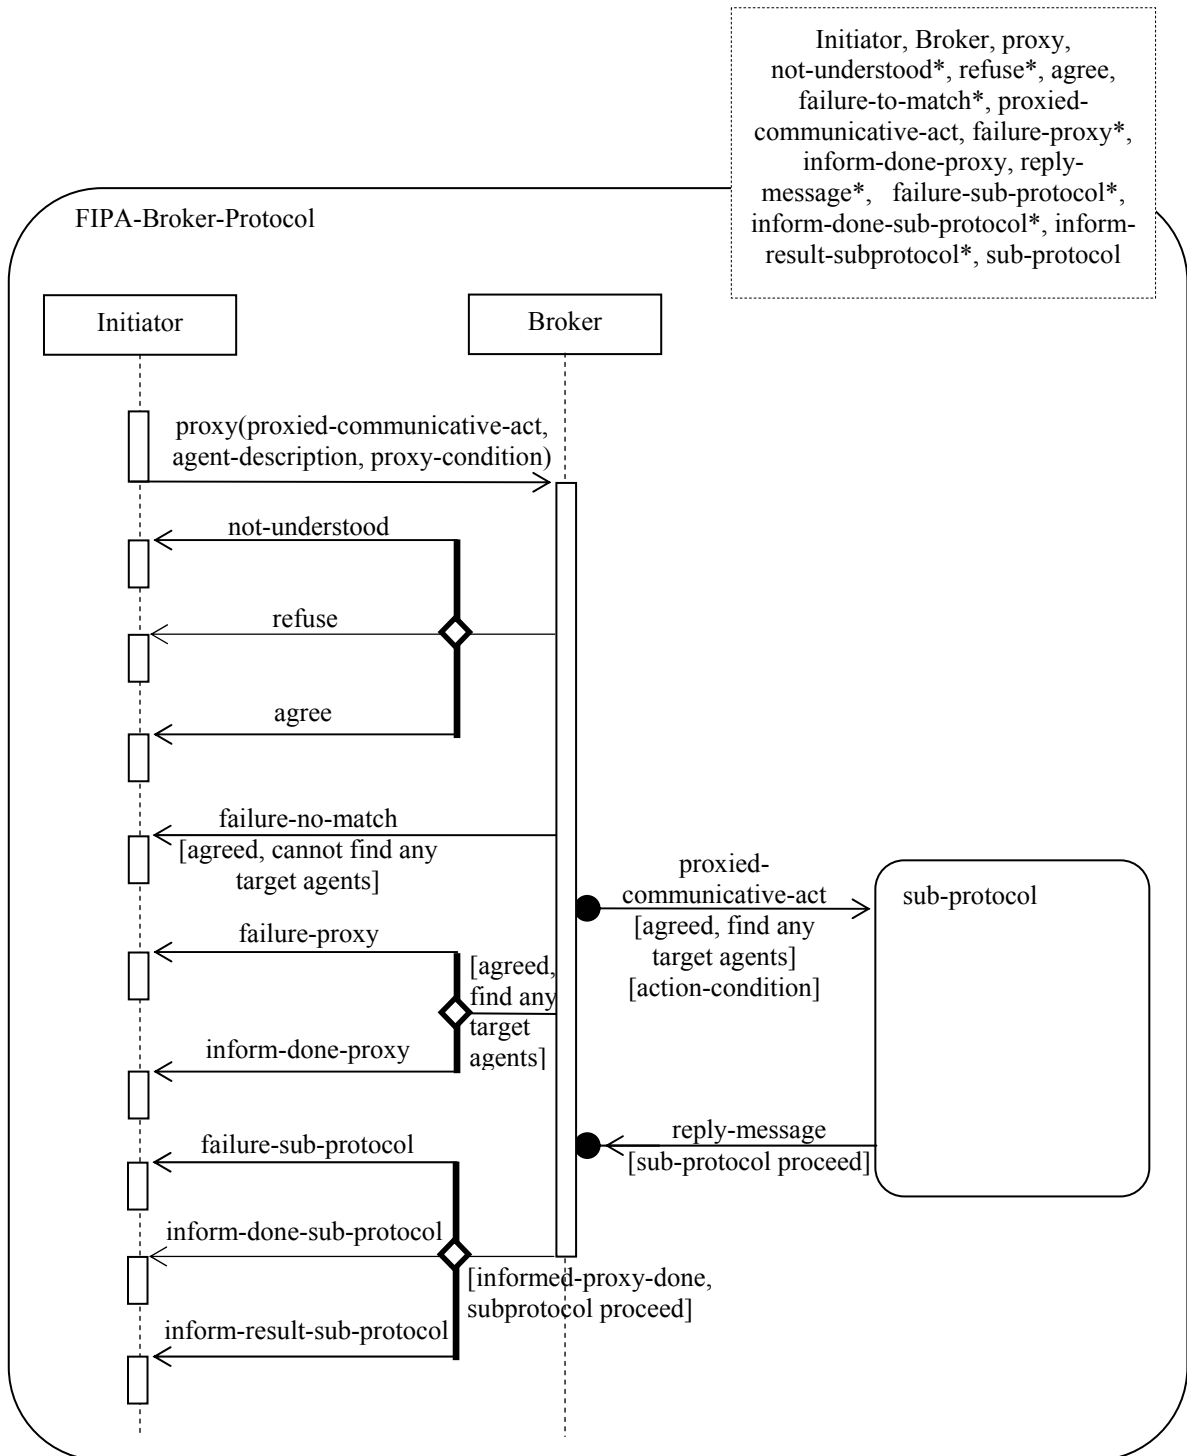 Initiator, Broker, proxy,
not-understood*, refuse*, agree,
failure-to-match*, proxied-
communicative-act, failure-proxy*,
inform-done-proxy, reply-
message*, failure-sub-protocol*,
inform-done-sub-protocol*, inform-
result-subprotocol*, sub-protocol
FIPA-Broker-Protocol
Initiator
Broker
proxy(proxied-communicative-act,
agent-description, proxy-condition)
not-understood
refuse
agree
failure-no-match
[agreed, cannot find any
target agents]
proxied-
communicative-act
[agreed, find any
target agents]
[action-condition]
sub-protocol
failure-proxy
[agreed,
find any
target
agents]
inform-done-proxy
reply-message
[sub-protocol proceed]
failure-sub-protocol
inform-done-sub-protocol
[informed-proxy-done,
subprotocol proceed]
inform-result-sub-protocol